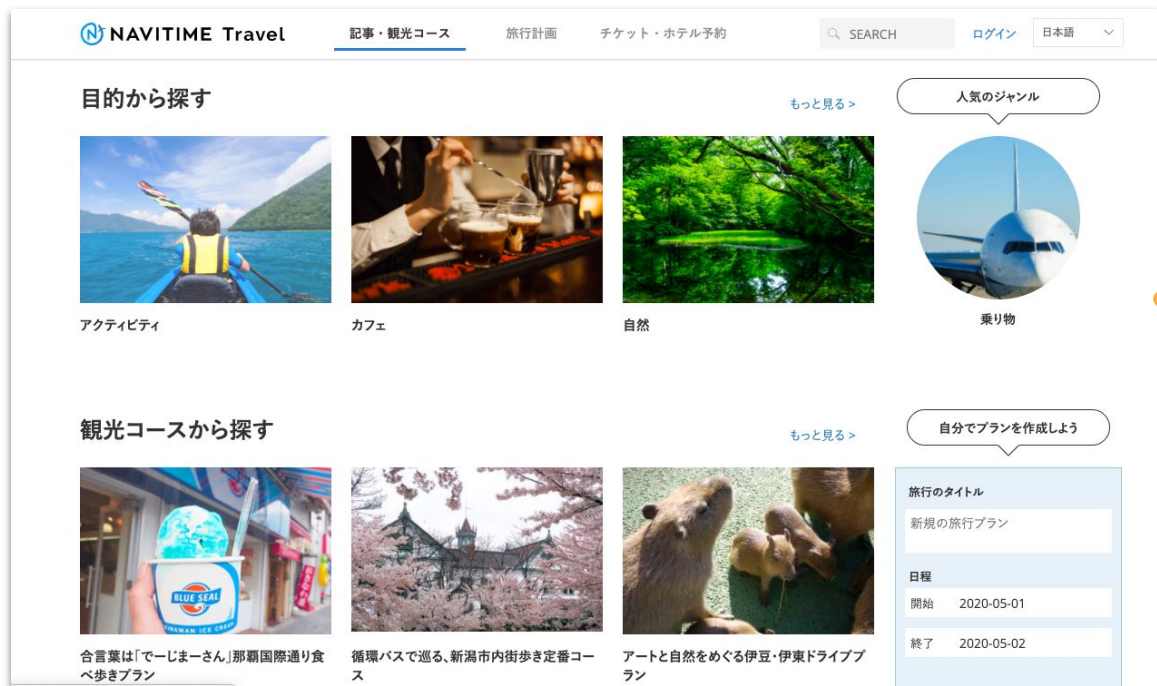 NAVITIME Travel
記事・観光コース
旅行計画
チケット・ホテル予約
SEARCH
ログイン
日本語
目的から探す
もっと見る >
人気のジャンル
アクティビティ
カフェ
自然
乗り物
観光コースから探す
もっと見る >
自分でプランを作成しよう
旅行のタイトル
新規の旅行プラン
日程
開始 2020-05-01
終了 2020-05-02
BLUE SEAL
合言葉は「でーじまーさん」那覇国際通り食
べ歩きプラン
循環バスで巡る、新潟市内街歩き定番コー
ス
アートと自然をめぐる伊豆・伊東ドライブプ
ラン